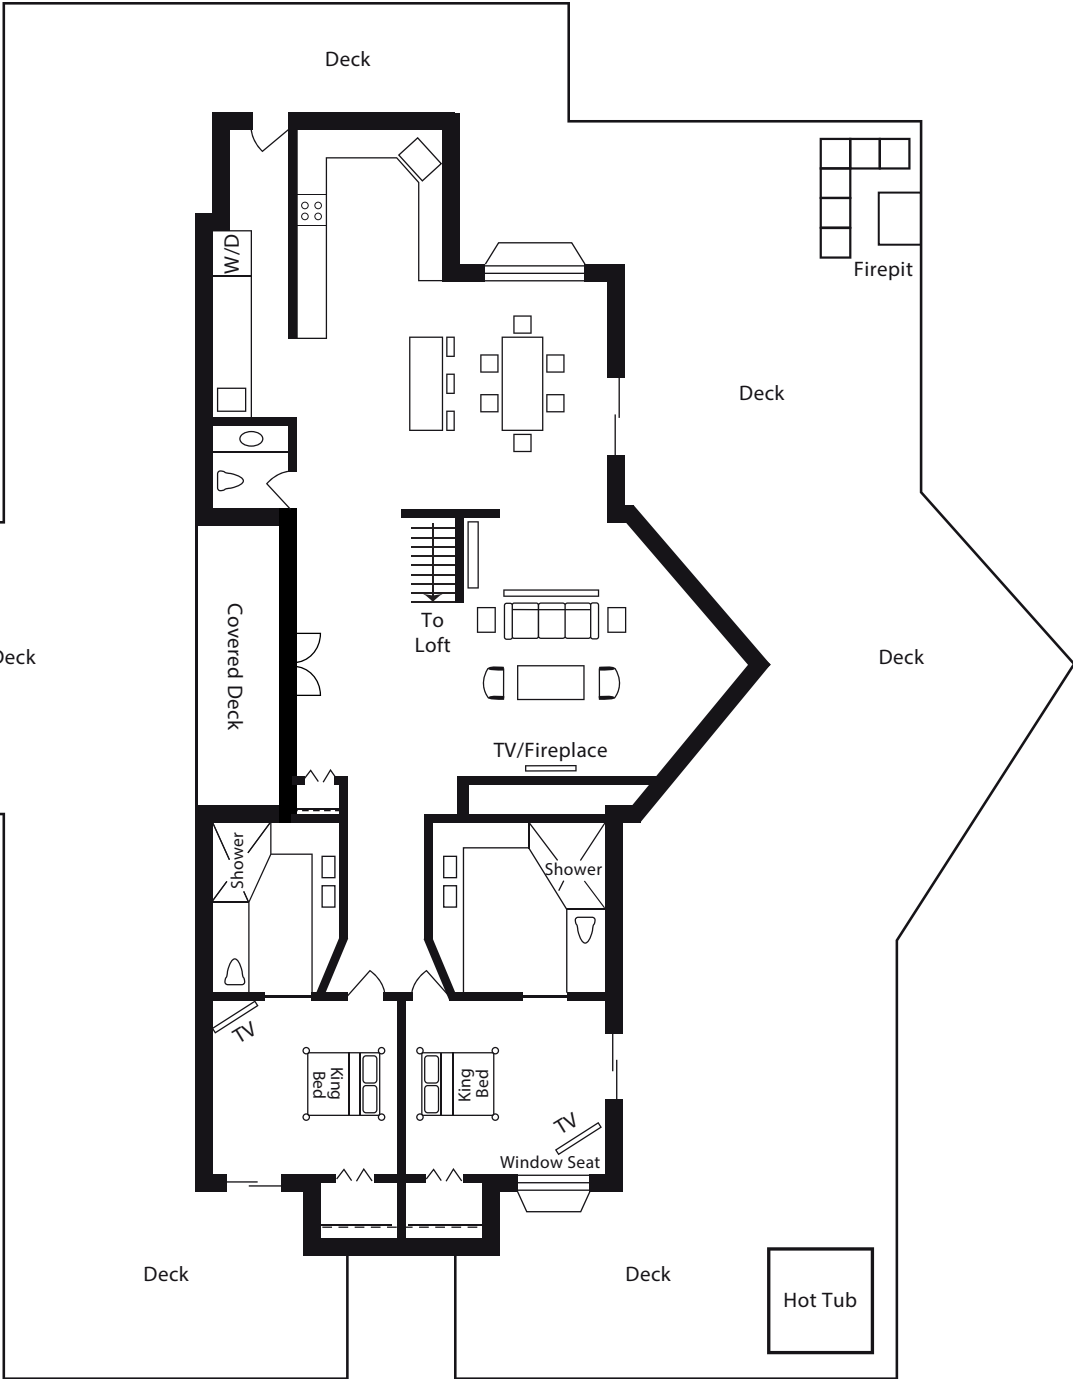 Deck
W/D
Firepit
Deck
Covered Deck
To
Loft
Deck
Deck
TV/Fireplace
Shower
Shower
TV
King
Bed
King
Bed
TV
Window Seat
Deck
Deck
Hot Tub